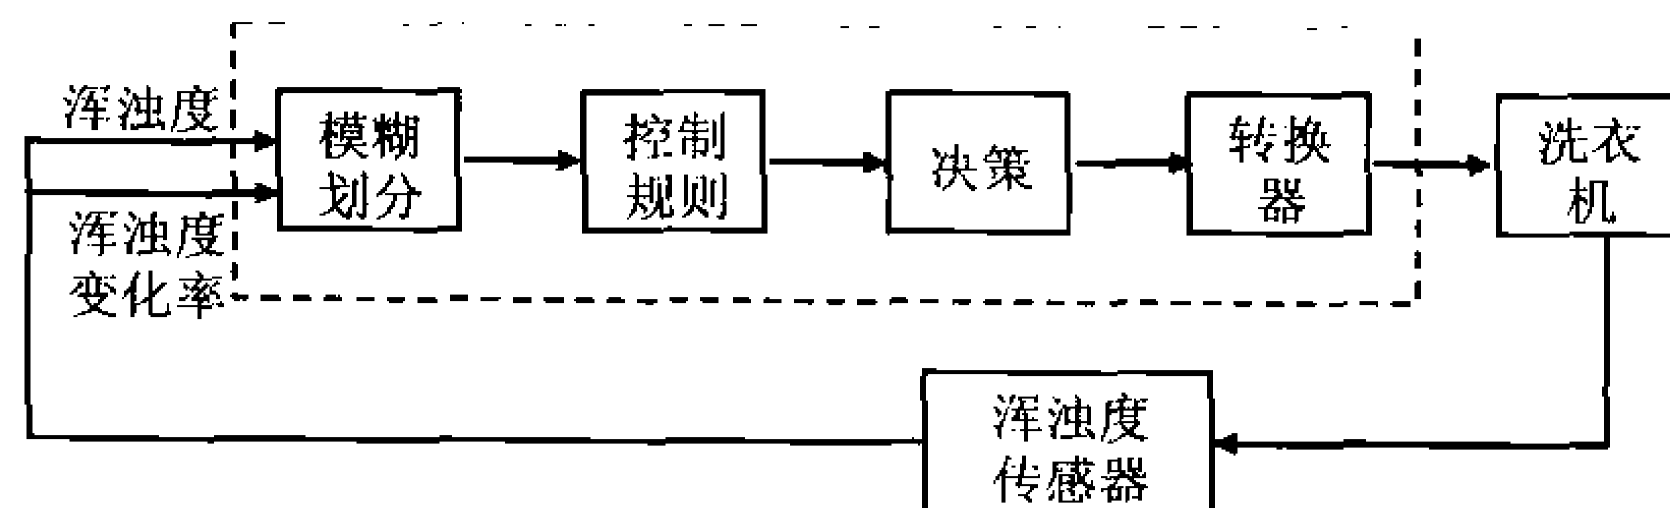 浑浊度
浑浊度
变化率
模糊
划分
控制
规则
决策
转换
器
洗衣
机
浑浊度
传感器